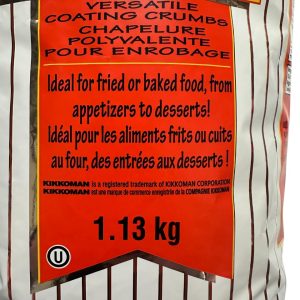 VERSATILE
COATING CRUMBS
CHAPELURE
POLYVALENTE
POUR ENROBAGE
Ideal for fried or baked food, from
appetizers to desserts!
Idéal pour les aliments frits ou cuits
au four, des entrées aux desserts !
KIKKOMAN is a registered trademark of KIKKOMAN CORPORATION
KIKKOMAN est une marque de commerce enregistrée de la COMPAGNIE KIKKOMAN
1.13 kg
U